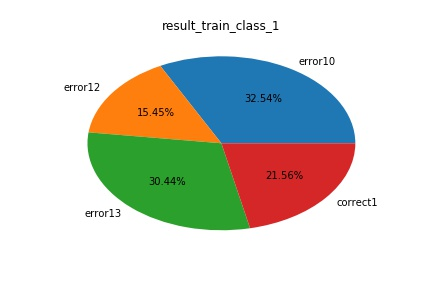 result_train_class_1
error10
32.54%
error12
15.45%
30.44%
21.56%
error13
correct1